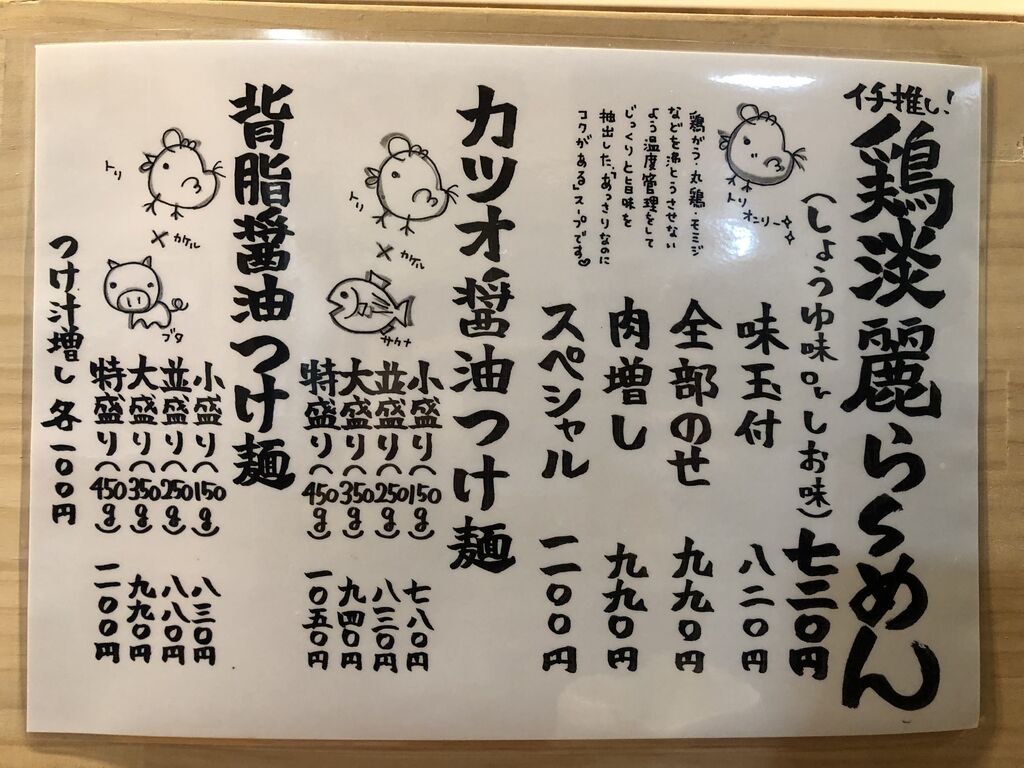 イチ推し!
鶏淡麗らーめん
(しょうゆ味orしお味) 七二〇円
味玉付 八二〇円
全部のせ 九九〇円
肉増し 九九〇円
スペシャル 一一〇〇円
トリオンリー
鶏がら・丸鶏・モミジ
などを沸とうさせない
よう温度管理をして
じっくりと旨味を
抽出した、「あっさりなのに
コクがある」スープです♡
カツオ醤油つけ麺
トリ
×カケル
サカナ
小盛り(150g) 七八〇円
並盛り(250g) 八三〇円
大盛り(350g) 九四〇円
特盛り(450g) 一〇五〇円
背脂醤油つけ麺
トリ
×カケル
ブタ
小盛り(150g) 八三〇円
並盛り(250g) 八八〇円
大盛り(350g) 九九〇円
特盛り(450g) 一一〇〇円
つけ汁増し 各一〇〇円